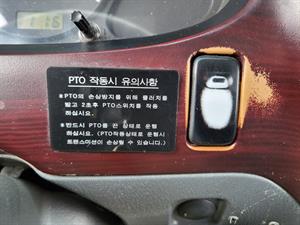 PTO 작동시 유의사항
※PTO의 손상방지를 위해 클러치를
밟고 2초후 PTO스위치를 작동
하십시요.
※반드시 PTO를 끈 상태로 운행
하십시요. (PTO작동상태로 운행시
트랜스미션이 손상될 수 있습니다.)